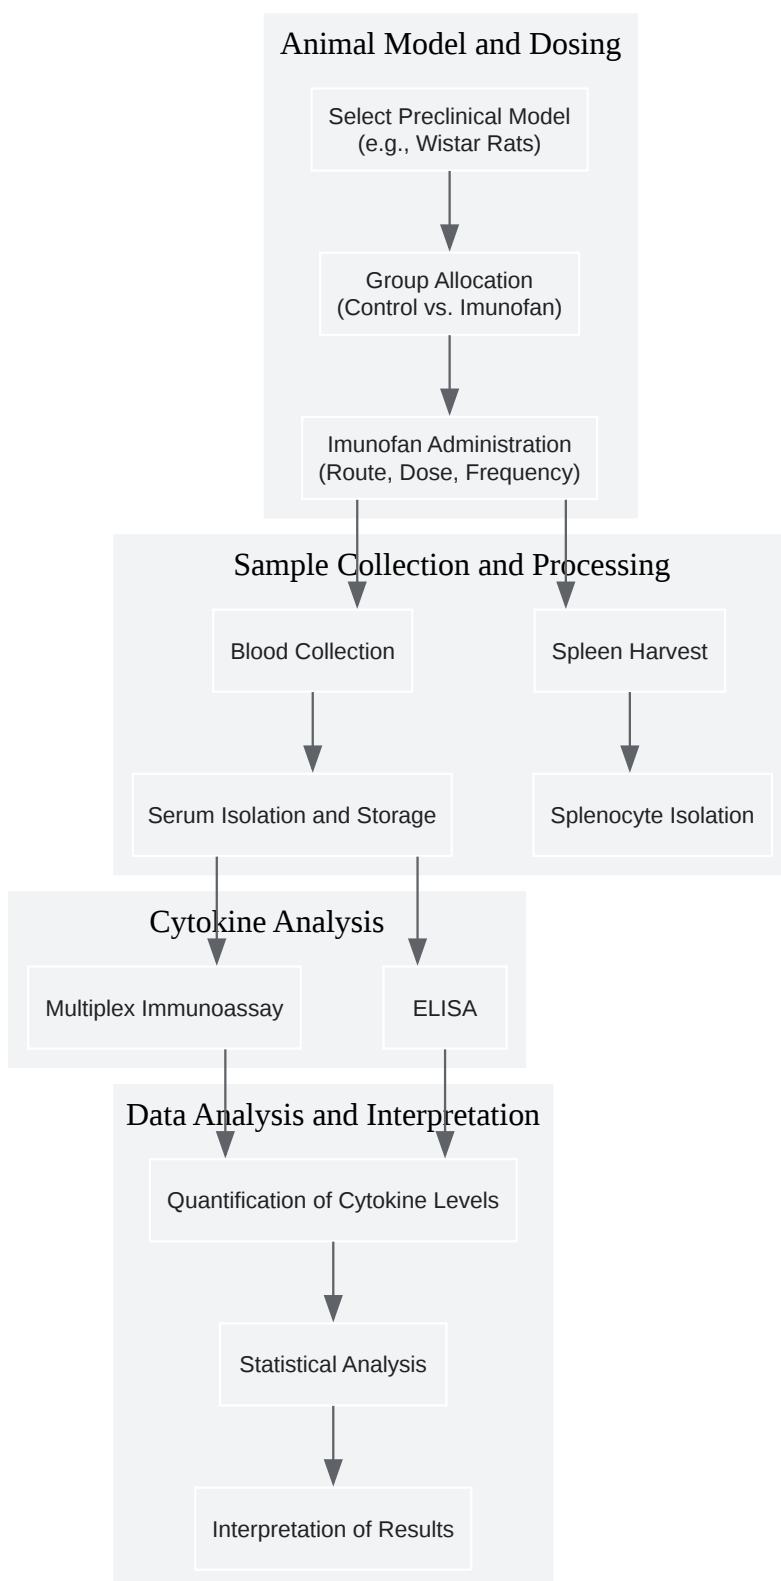 Animal Model and Dosing
Select Preclinical Model
(e.g., Wistar Rats)
Group Allocation
(Control vs. Imunofan)
Imunofan Administration
(Route, Dose, Frequency)
Sample Collection and Processing
Blood Collection
Spleen Harvest
Serum Isolation and Storage
Splenocyte Isolation
Cytokine Analysis
Multiplex Immunoassay
ELISA
Data Analysis and Interpretation
Quantification of Cytokine Levels
Statistical Analysis
Interpretation of Results